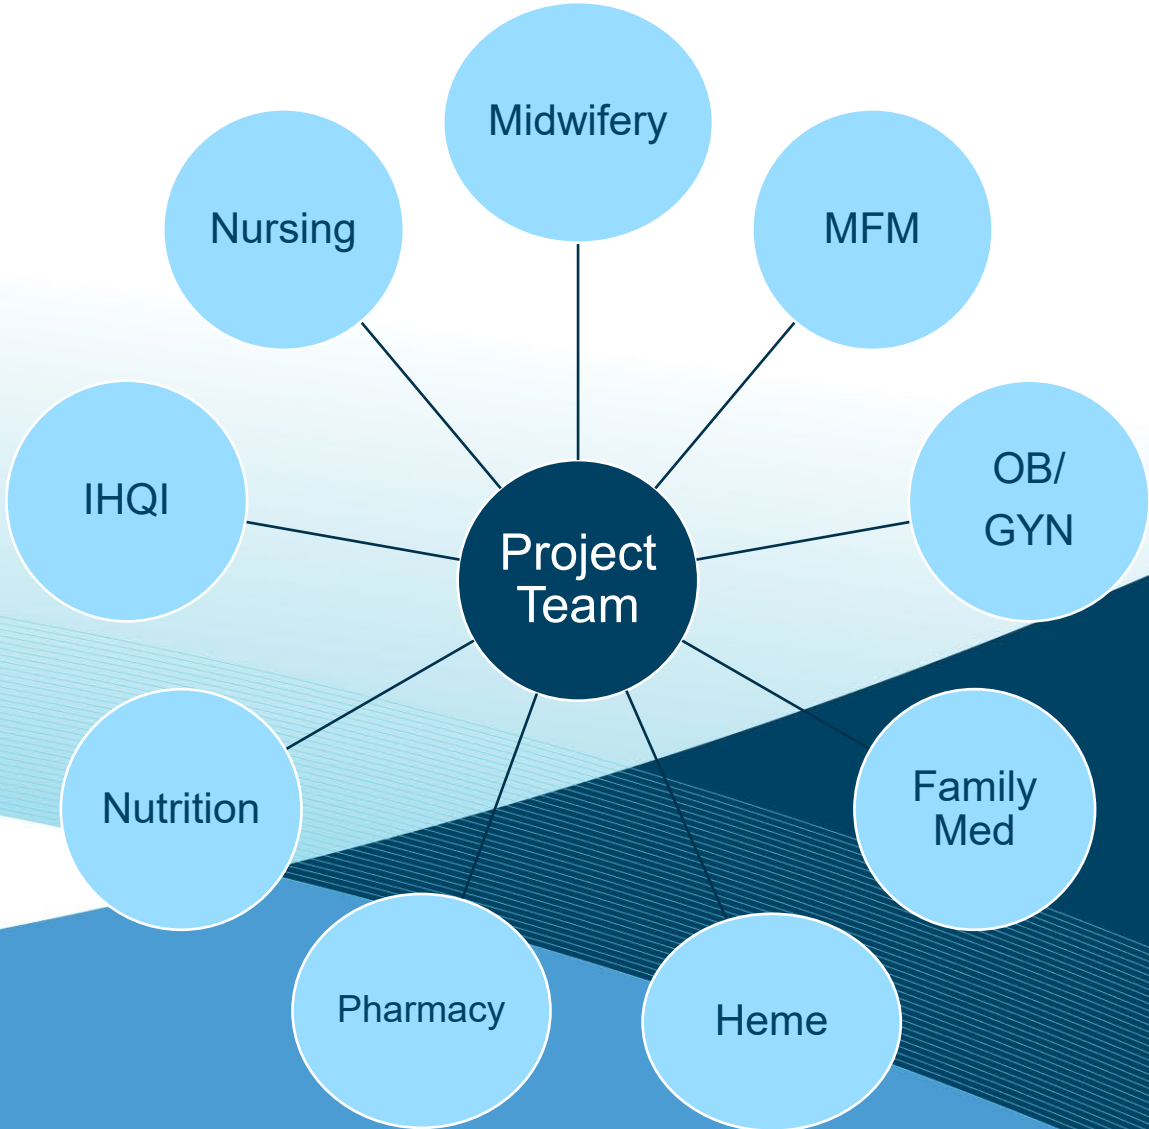 Midwifery
Nursing
MFM
IHQI
OB/
GYN
Project
Team
Nutrition
Family
Med
Pharmacy
Heme